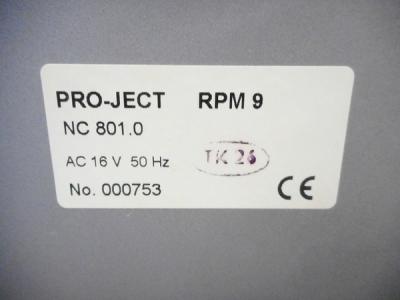 PRO-JECT RPM 9
NC 801.0
TK 26
AC 16 V 50 Hz
No. 000753
CE